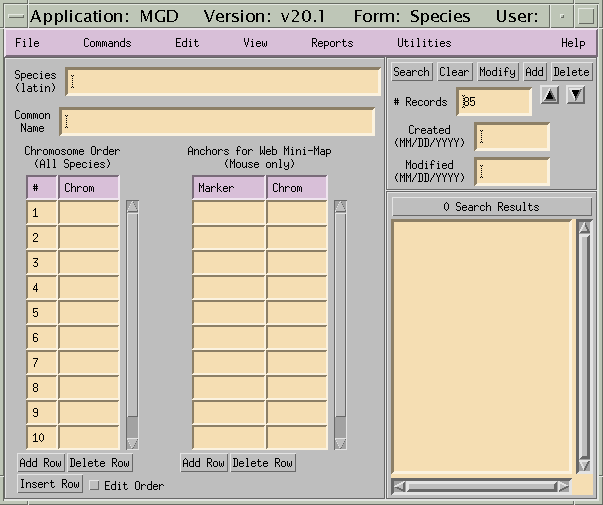 Application: MGD Version: v20.1 Form: Species User:
File Commands Edit View Reports Utilities Help
Species
(latin)
Common
Name
Chromosome Order
(All Species)
# Chrom
1
2
3
4
5
6
7
8
9
10
Add Row Delete Row
Insert Row Edit Order
Anchors for Web Mini-Map
(Mouse only)
Marker Chrom
Add Row Delete Row
Search Clear Modify Add Delete
# Records 85
Created
(MM/DD/YYYY)
Modified
(MM/DD/YYYY)
0 Search Results